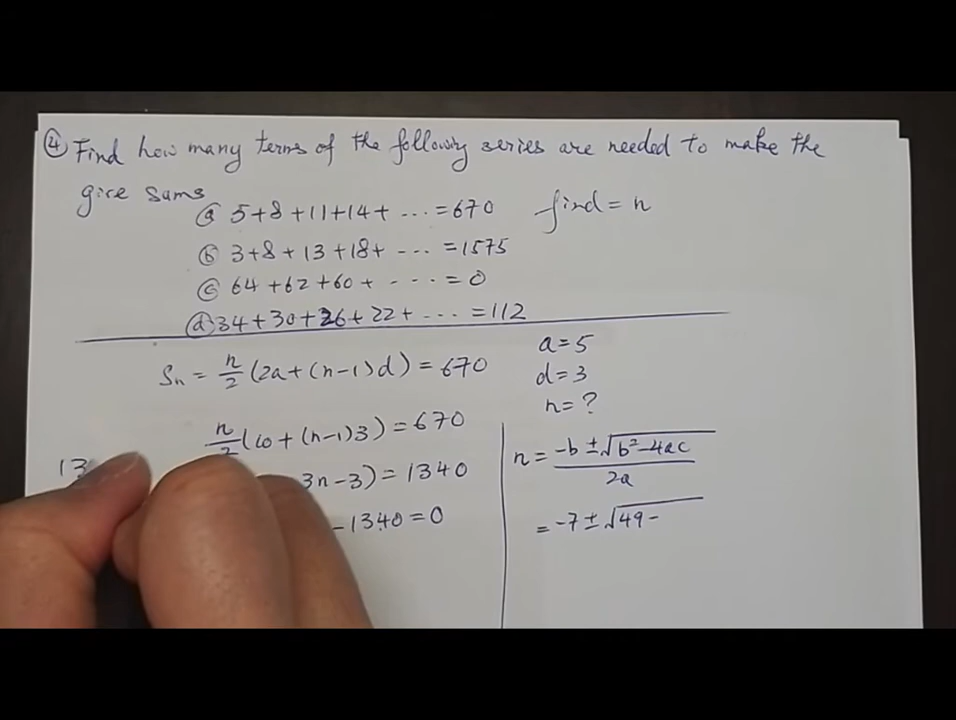 ④ Find how many terms of the following series are needed to make the
give sums
ⓐ 5+8+11+14+ ... =670 find = n
ⓑ 3+8+13+18+ ... =1575
ⓒ 64+62+60+ ... =0
ⓓ 34+30+26+22+ ... =112
Sn = n/2 (2a+(n-1)d) = 670
a=5
d=3
n=?
n/2 (10+(n-1)3) = 670
3n-3) = 1340
-1340=0
13
n = -b ± √b²-4ac
2a
= -7 ± √49-